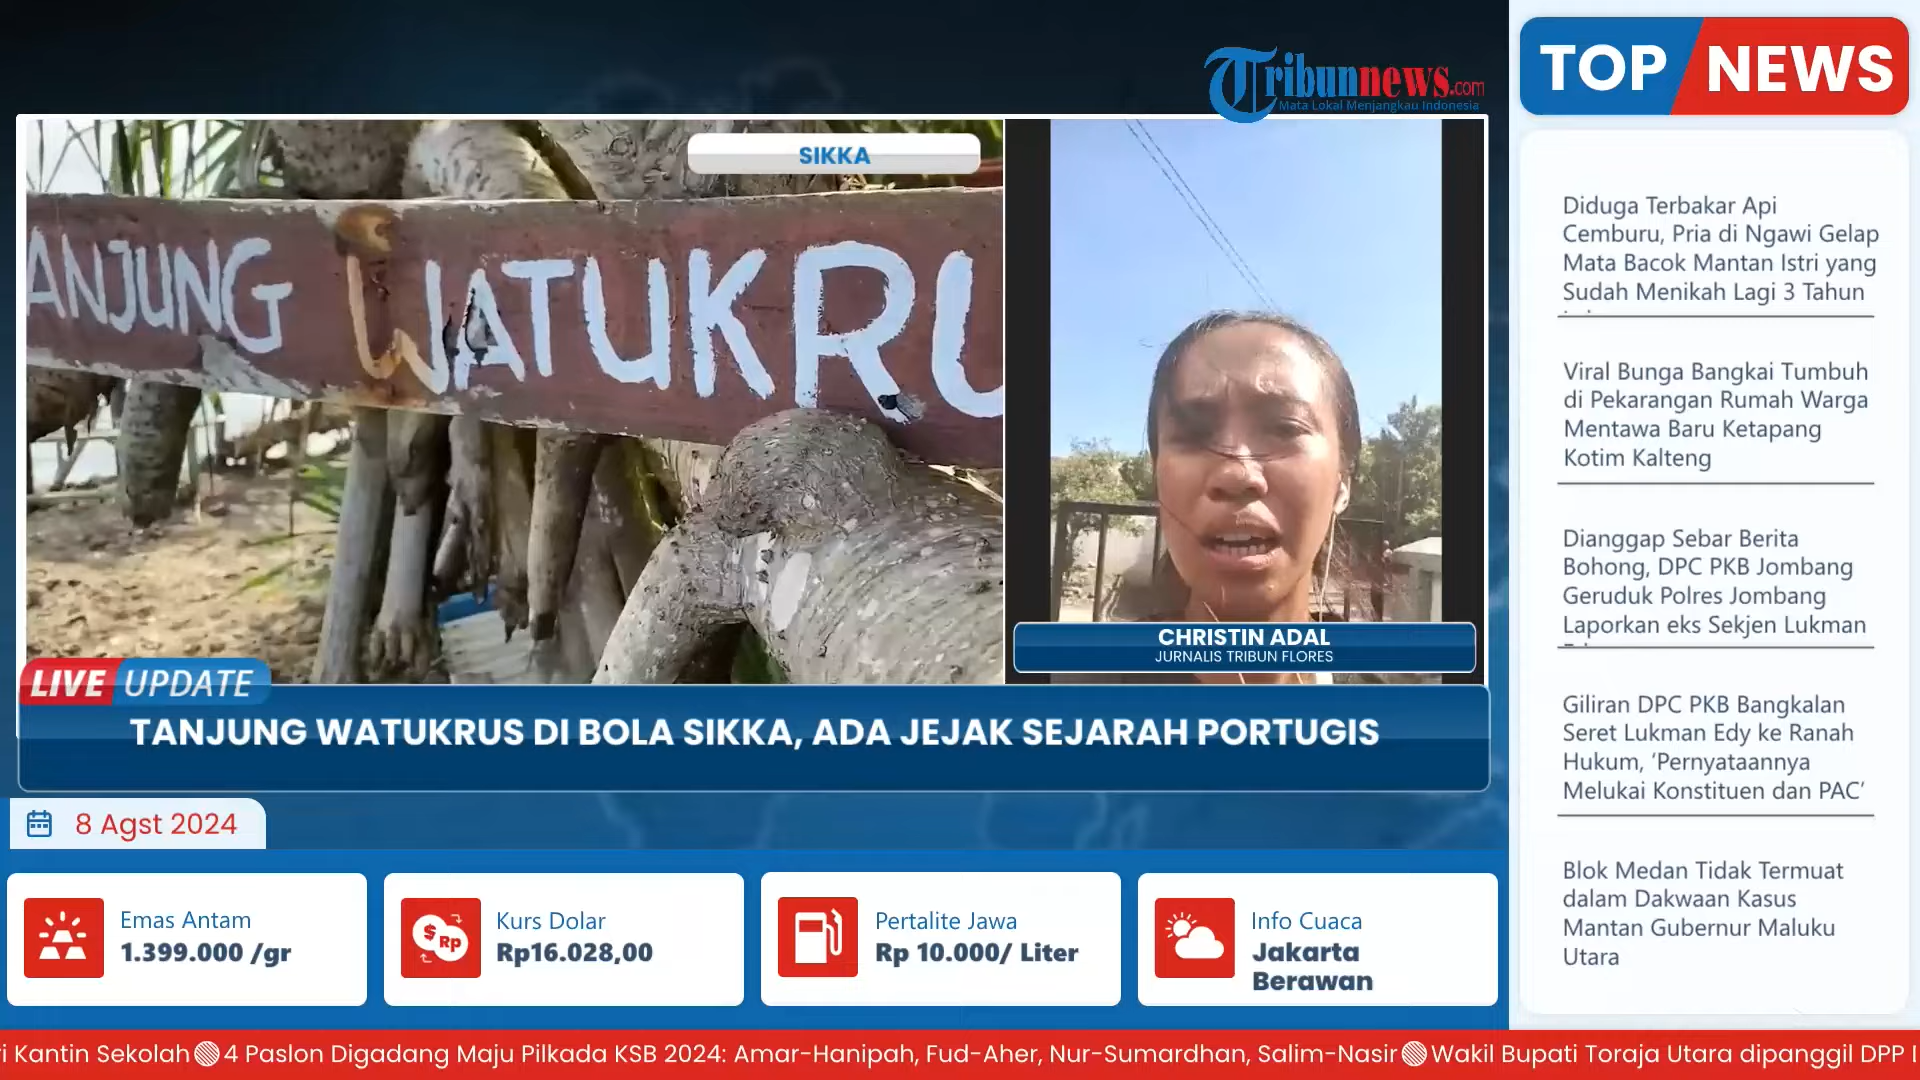 Tribunnews.com
Mata Lokal Menjangkau Indonesia
SIKKA
ANJUNG WATUKRU
CHRISTIN ADAL
JURNALIS TRIBUN FLORES
LIVE UPDATE
TANJUNG WATUKRUS DI BOLA SIKKA, ADA JEJAK SEJARAH PORTUGIS
8 Agst 2024
Emas Antam
1.399.000 /gr
Kurs Dolar
Rp16.028,00
Pertalite Jawa
Rp 10.000/ Liter
Info Cuaca
Jakarta
Berawan
TOP NEWS
Diduga Terbakar Api
Cemburu, Pria di Ngawi Gelap
Mata Bacok Mantan Istri yang
Sudah Menikah Lagi 3 Tahun
Viral Bunga Bangkai Tumbuh
di Pekarangan Rumah Warga
Mentawa Baru Ketapang
Kotim Kalteng
Dianggap Sebar Berita
Bohong, DPC PKB Jombang
Geruduk Polres Jombang
Laporkan eks Sekjen Lukman
Giliran DPC PKB Bangkalan
Seret Lukman Edy ke Ranah
Hukum, ‘Pernyataannya
Melukai Konstituen dan PAC’
Blok Medan Tidak Termuat
dalam Dakwaan Kasus
Mantan Gubernur Maluku
Utara
i Kantin Sekolah 4 Paslon Digadang Maju Pilkada KSB 2024: Amar-Hanipah, Fud-Aher, Nur-Sumardhan, Salim-Nasir Wakil Bupati Toraja Utara dipanggil DPP